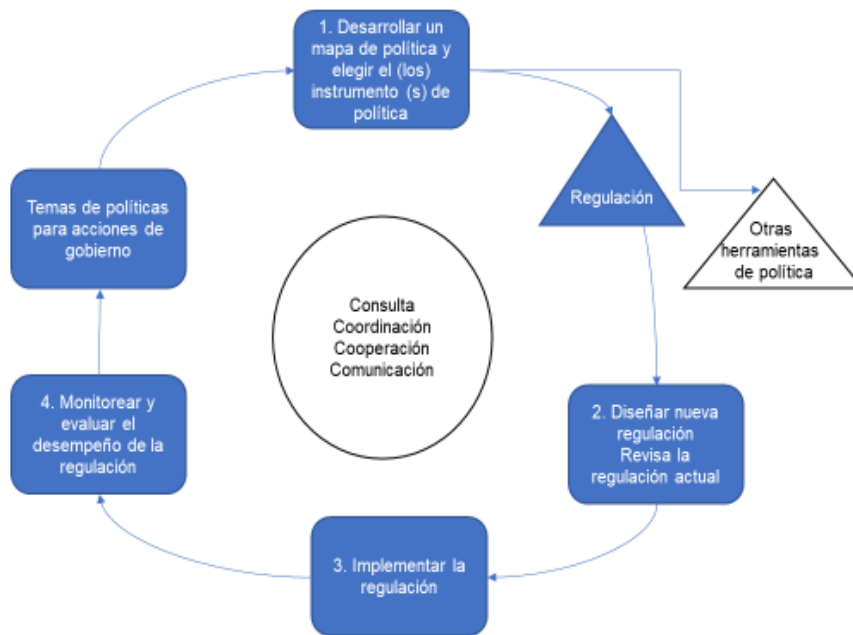 1. Desarrollar un
mapa de política y
elegir el (los)
instrumento (s) de
política
Regulación
Otras
herramientas
de política
Temas de políticas
para acciones de
gobierno
Consulta
Coordinación
Cooperación
Comunicación
2. Diseñar nueva
regulación
Revisa la
regulación actual
4. Monitorear y
evaluar el
desempeño de la
regulación
3. Implementar la
regulación